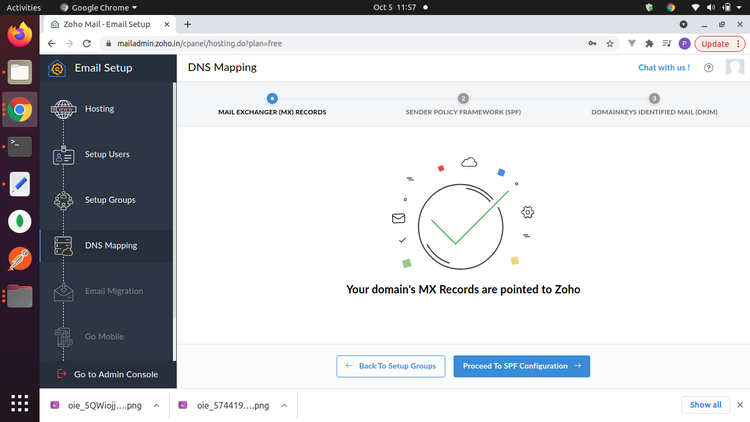 Activities
Google Chrome
Oct 5 11:57
Zoho Mail - Email Setup
mailadmin.zoho.in/cpanel/hosting.do?plan=free
P
Update
Email Setup
DNS Mapping
Chat with us !
?
Hosting
1
2
3
MAIL EXCHANGER (MX) RECORDS
SENDER POLICY FRAMEWORK (SPF)
DOMAINKEYS IDENTIFIED MAIL (DKIM)
Setup Users
Setup Groups
DNS Mapping
Email Migration
Go Mobile
Your domain's MX Records are pointed to Zoho
Back To Setup Groups
Proceed To SPF Configuration
Go to Admin Console
oie_5QWiojj....png
oie_574419....png
Show all